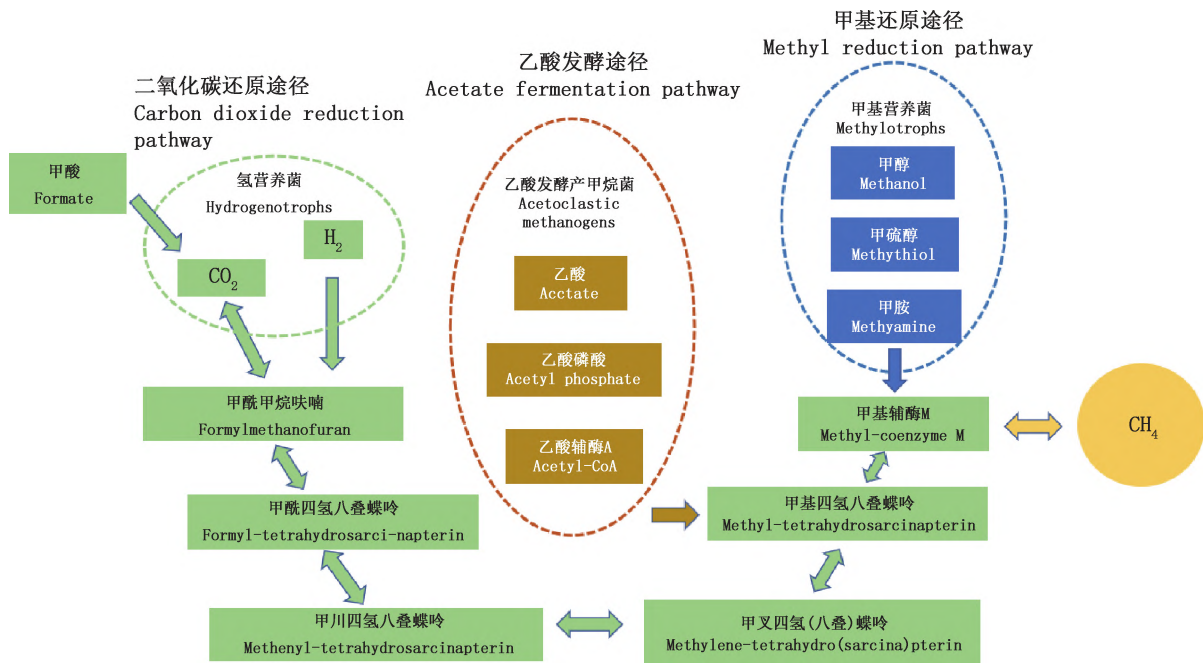 二氧化碳还原途径
Carbon dioxide reduction
pathway
甲酸
Formate
氢营养菌
Hydrogenotrophs
H₂
CO₂
甲酰甲烷呋喃
Formylmethanofuran
甲酰四氢八叠蝶呤
Formyl-tetrahydrosarci-napterin
甲川四氢八叠蝶呤
Methenyl-tetrahydrosarcinapterin
乙酸发酵途径
Acetate fermentation pathway
乙酸发酵产甲烷菌
Acetoclastic
methanogens
乙酸
Acctate
乙酸磷酸
Acetyl phosphate
乙酸辅酶A
Acetyl-CoA
甲基还原途径
Methyl reduction pathway
甲基营养菌
Methylotrophs
甲醇
Methanol
甲硫醇
Methythiol
甲胺
Methyamine
甲基辅酶M
Methyl-coenzyme M
CH₄
甲基四氢八叠蝶呤
Methyl-tetrahydrosarcinapterin
甲叉四氢(八叠)蝶呤
Methylene-tetrahydro(sarcina)pterin